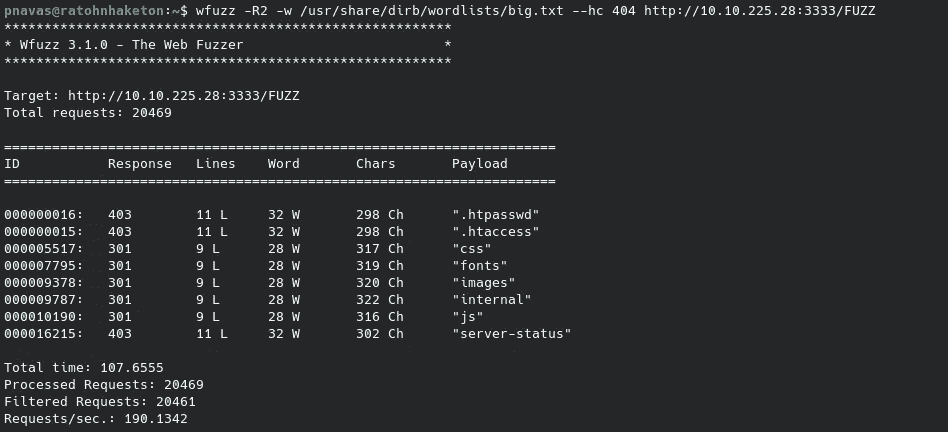 pnavas@ratohnhaketon:~$ wfuzz -R2 -w /usr/share/dirb/wordlists/big.txt --hc 404 http://10.10.225.28:3333/FUZZ
********************************************************
* Wfuzz 3.1.0 - The Web Fuzzer                         *
********************************************************
Target: http://10.10.225.28:3333/FUZZ
Total requests: 20469
=====================================================================
ID           Response   Lines    Word       Chars       Payload
=====================================================================
000000016:   403        11 L     32 W       298 Ch      ".htpasswd"
000000015:   403        11 L     32 W       298 Ch      ".htaccess"
000005517:   301        9 L      28 W       317 Ch      "css"
000007795:   301        9 L      28 W       319 Ch      "fonts"
000009378:   301        9 L      28 W       320 Ch      "images"
000009787:   301        9 L      28 W       322 Ch      "internal"
000010190:   301        9 L      28 W       316 Ch      "js"
000016215:   403        11 L     32 W       302 Ch      "server-status"
Total time: 107.6555
Processed Requests: 20469
Filtered Requests: 20461
Requests/sec.: 190.1342